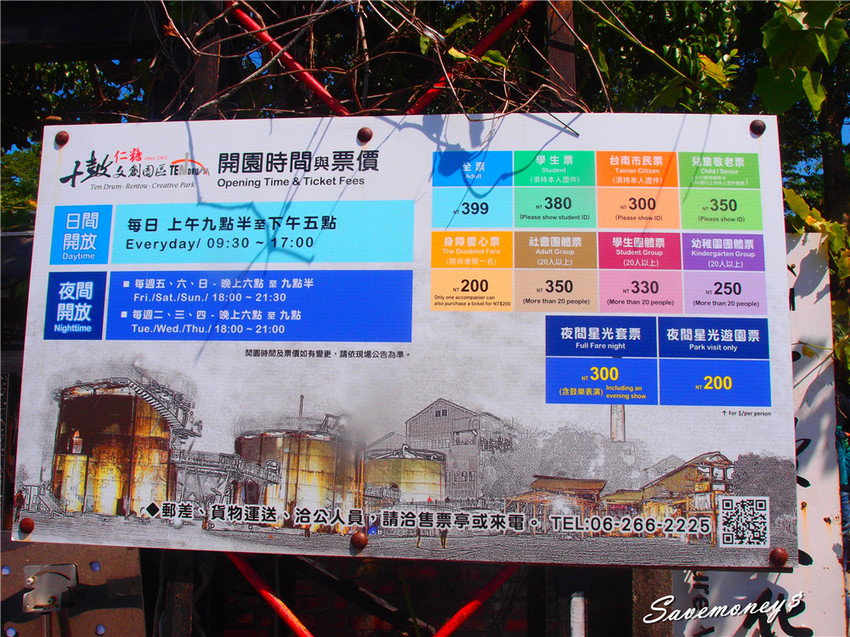 十鼓 仁糖 文創園區 TEN DRUM
since 1901
Ten Drum · Rentou · Creative Park
開園時間與票價
Opening Time & Ticket Fees
日間
開放
Daytime
每日 上午九點半至下午五點
Everyday/ 09:30 ~ 17:00
夜間
開放
Nighttime
■ 每週五、六、日 - 晚上六點 至 九點半
Fri./Sat./Sun./ 18:00 ~ 21:30
■ 每週二、三、四 - 晚上六點 至 九點
Tue./Wed./Thu./ 18:00 ~ 21:00
開園時間及票價如有變更，請依現場公告為準。
全票
Adult
NT 399
學生票
Student
(須持本人證件)
NT 380
(Please show student ID)
台南市民票
Tainan Citizen
(須持本人證件)
NT 300
(Please show ID)
兒童敬老票
Child / Senior
NT 350
(Please show ID)
身障愛心票
The Disabled Fare
(陪伴者限一名)
NT 200
Only one accompanier can
also purchase a ticket for NT$200
社會團體票
Adult Group
(20人以上)
NT 350
(More than 20 people)
學生團體票
Student Group
(20人以上)
NT 330
(More than 20 people)
幼稚園團體票
Kindergarten Group
(20人以上)
NT 250
(More than 20 people)
夜間星光套票
Full Fare night
NT 300
(含鼓樂表演) Including an
evening show
夜間星光遊園票
Park visit only
NT 200
↑ For $/per person
◆郵差、貨物運送、洽公人員，請洽售票亭或來電。 TEL:06-266-2225
化
Savemoney$